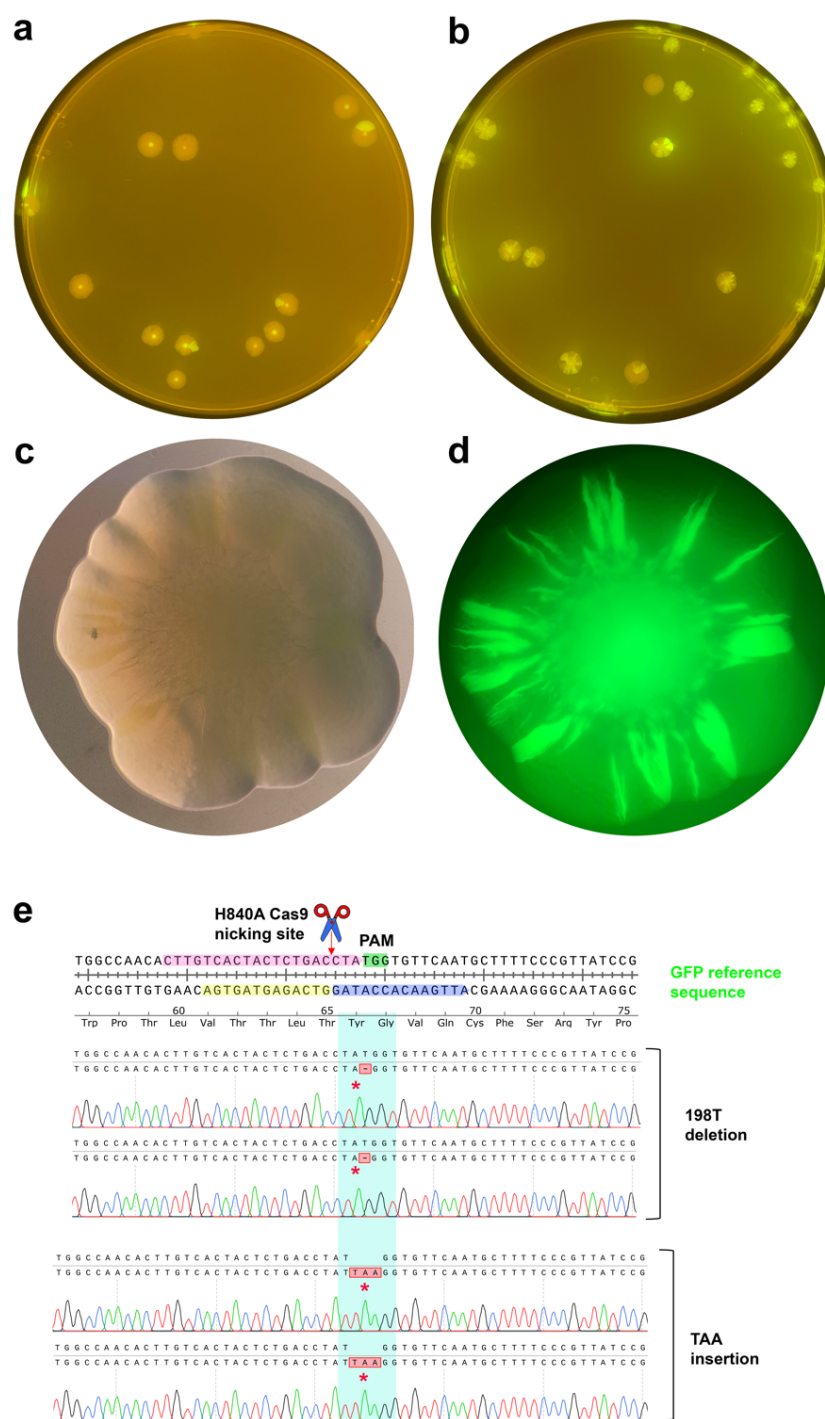 a
b
c
d
e
H840A Cas9
nicking site
PAM
TGGCCAACACTTGTCACTACTCTGACCTATGGTGTTCAATGCTTTTCCCGTTATCCG
ACCGGTTGTGAACAGTGATGAGACTGGATACCACAAGTTACGAAAAGGGCAATAGGC
GFP reference
sequence
60 65 70 75
Trp Pro Thr Leu Val Thr Thr Leu Thr Tyr Gly Val Gln Cys Phe Ser Arg Tyr Pro
TGGCCAACACTTGTCACTACTCTGACCTATGGTGTTCAATGCTTTTCCCGTTATCCG
TGGCCAACACTTGTCACTACTCTGACCTA-GGTGTTCAATGCTTTTCCCGTTATCCG
*
TGGCCAACACTTGTCACTACTCTGACCTATGGTGTTCAATGCTTTTCCCGTTATCCG
TGGCCAACACTTGTCACTACTCTGACCTA-GGTGTTCAATGCTTTTCCCGTTATCCG
*
198T
deletion
TGGCCAACACTTGTCACTACTCTGACCTAT GGTGTTCAATGCTTTTCCCGTTATCCG
TGGCCAACACTTGTCACTACTCTGACCTATTAAGGTGTTCAATGCTTTTCCCGTTATCCG
*
TGGCCAACACTTGTCACTACTCTGACCTAT GGTGTTCAATGCTTTTCCCGTTATCCG
TGGCCAACACTTGTCACTACTCTGACCTATTAAGGTGTTCAATGCTTTTCCCGTTATCCG
*
TAA
insertion